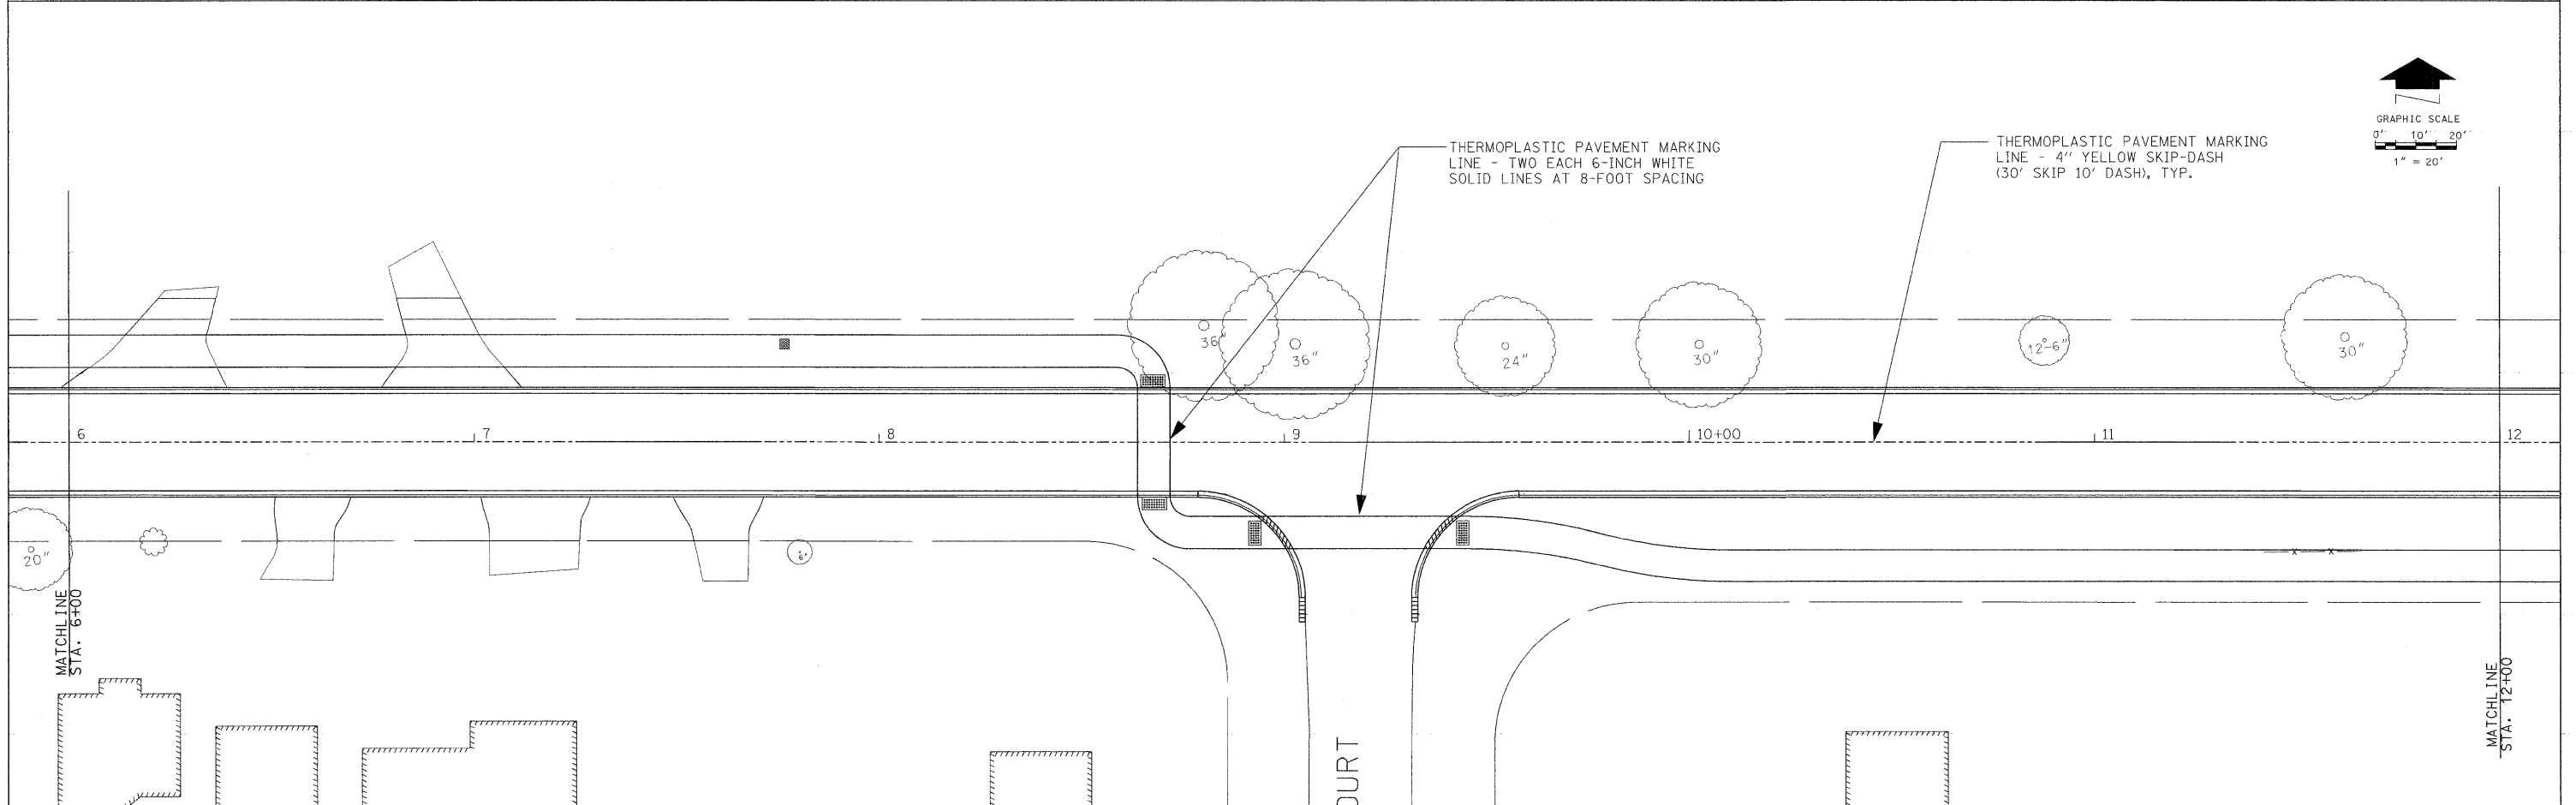 THERMOPLASTIC PAVEMENT MARKING
LINE - TWO EACH 6-INCH WHITE
SOLID LINES AT 8-FOOT SPACING
THERMOPLASTIC PAVEMENT MARKING
LINE - 4" YELLOW SKIP-DASH
(30' SKIP 10' DASH), TYP.
GRAPHIC SCALE
0' 10' 20'
1" = 20'
36"
36"
24"
30"
12-6"
30"
6
7
8
9
10+00
11
12
20"
6"
x x
MATCHLINE
STA. 6+00
MATCHLINE
STA. 12+00
OURT